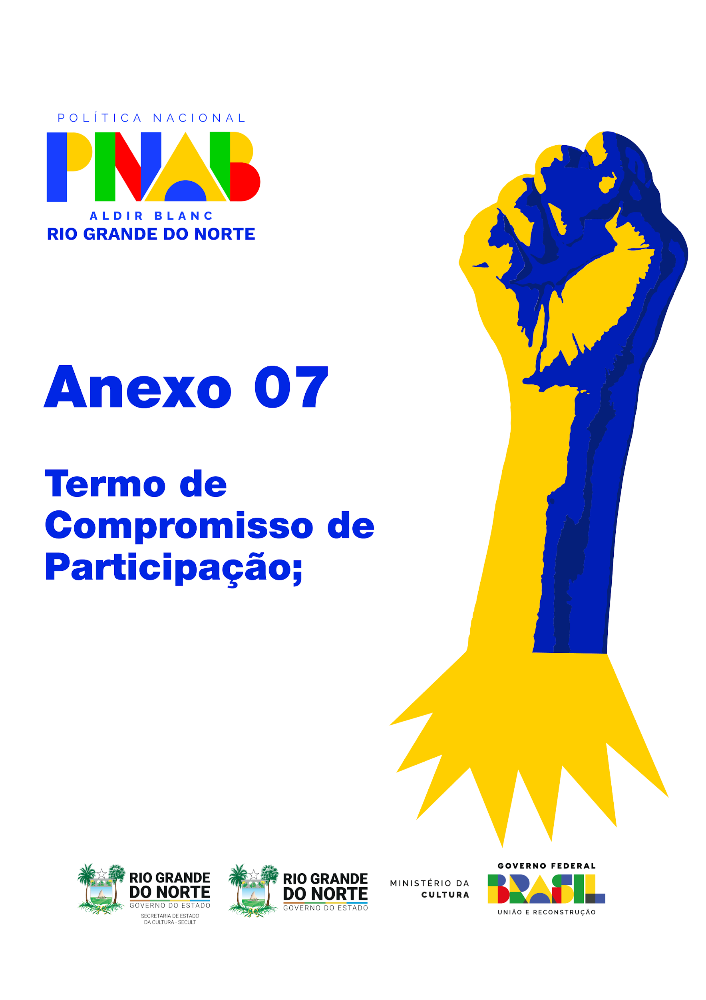 POLÍTICA NACIONAL
PNAB
ALDIR BLANC
RIO GRANDE DO NORTE
Anexo 07
Termo de
Compromisso de
Participação;
RIO GRANDE
DO NORTE
GOVERNO DO ESTADO
SECRETARIA DE ESTADO
DA CULTURA - SECULT
RIO GRANDE
DO NORTE
GOVERNO DO ESTADO
MINISTÉRIO DA
CULTURA
GOVERNO FEDERAL
BRASIL
UNIÃO E RECONSTRUÇÃO